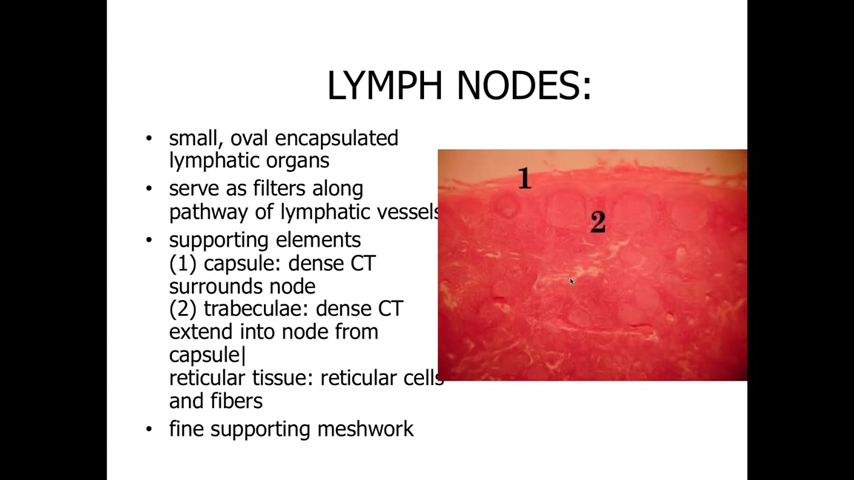 LYMPH NODES:
• small, oval encapsulated
lymphatic organs
• serve as filters along
pathway of lymphatic vessels
• supporting elements
(1) capsule: dense CT
surrounds node
(2) trabeculae: dense CT
extend into node from
capsule|
reticular tissue: reticular cells
and fibers
• fine supporting meshwork
1
2